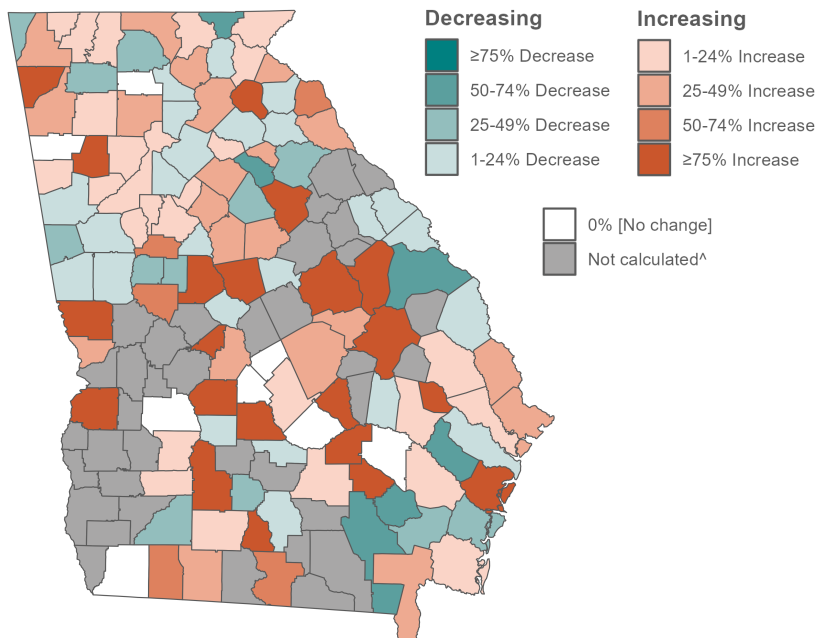 Decreasing
≥75% Decrease
50-74% Decrease
25-49% Decrease
1-24% Decrease
Increasing
1-24% Increase
25-49% Increase
50-74% Increase
≥75% Increase
0% [No change]
Not calculated^